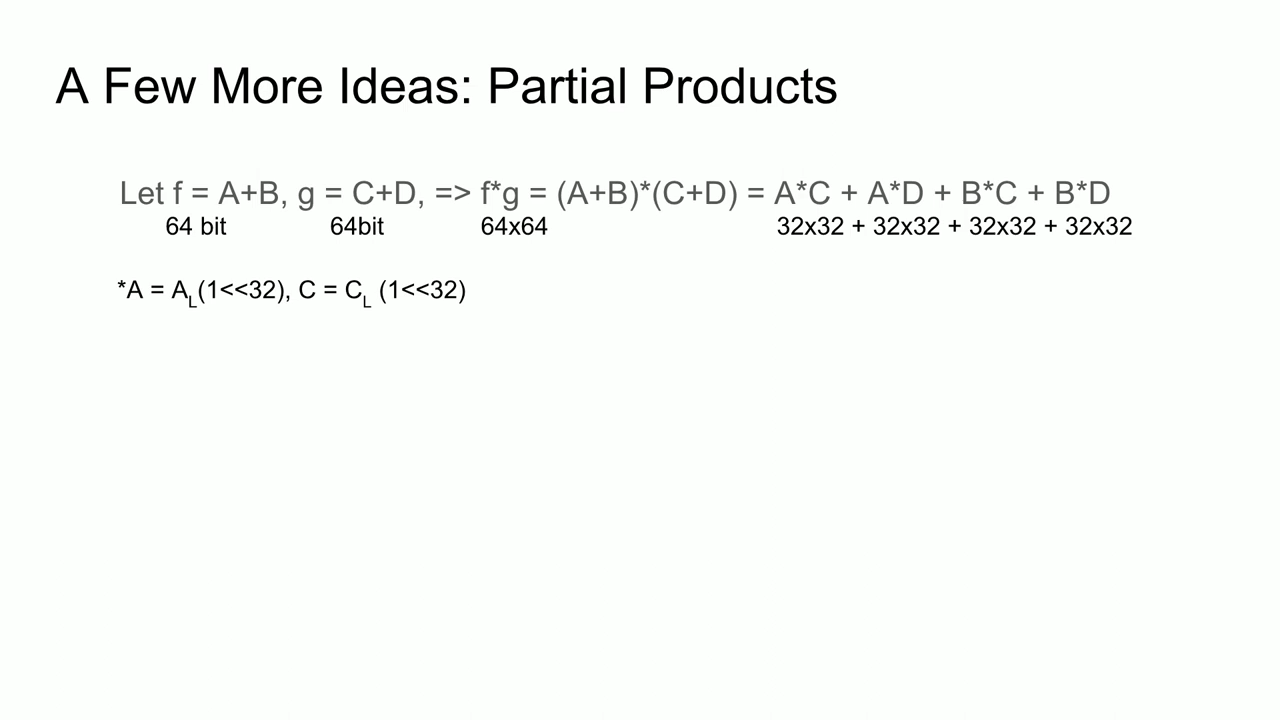 A Few More Ideas: Partial Products
Let f = A+B, g = C+D, => f*g = (A+B)*(C+D) = A*C + A*D + B*C + B*D
64 bit 64bit 64x64 32x32 + 32x32 + 32x32 + 32x32
*A = AL(1<<32), C = CL (1<<32)